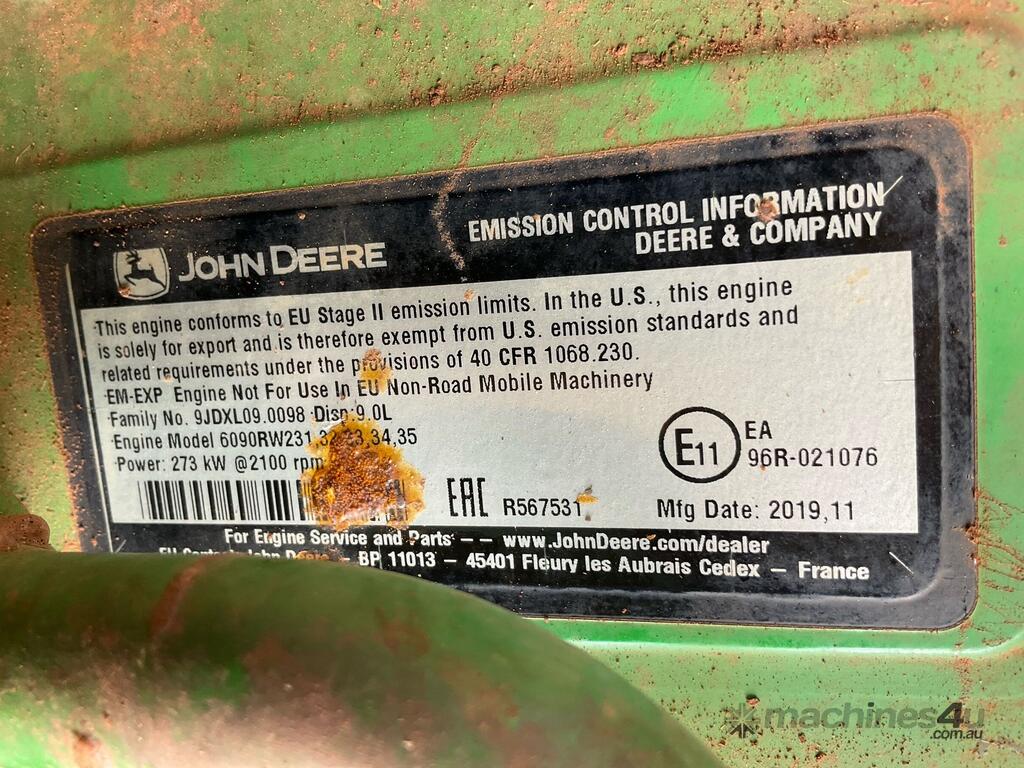 JOHN DEERE
EMISSION CONTROL INFORMATION
DEERE & COMPANY
This engine conforms to EU Stage II emission limits. In the U.S., this engine
is solely for export and is therefore exempt from U.S. emission standards and
related requirements under the provisions of 40 CFR 1068.230.
EM-EXP Engine Not For Use In EU Non-Road Mobile Machinery
Family No. 9JDXL09.0098 Disp:9.0L
Engine Model 6090RW231,32,33,34,35
Power: 273 kW @2100 rpm
E11
EA
96R-021076
EAC
R567531
Mfg Date: 2019,11
For Engine Service and Parts -- www.JohnDeere.com/dealer
John Deere - BP 11013 - 45401 Fleury les Aubrais Cedex - France
machines4u
.com.au